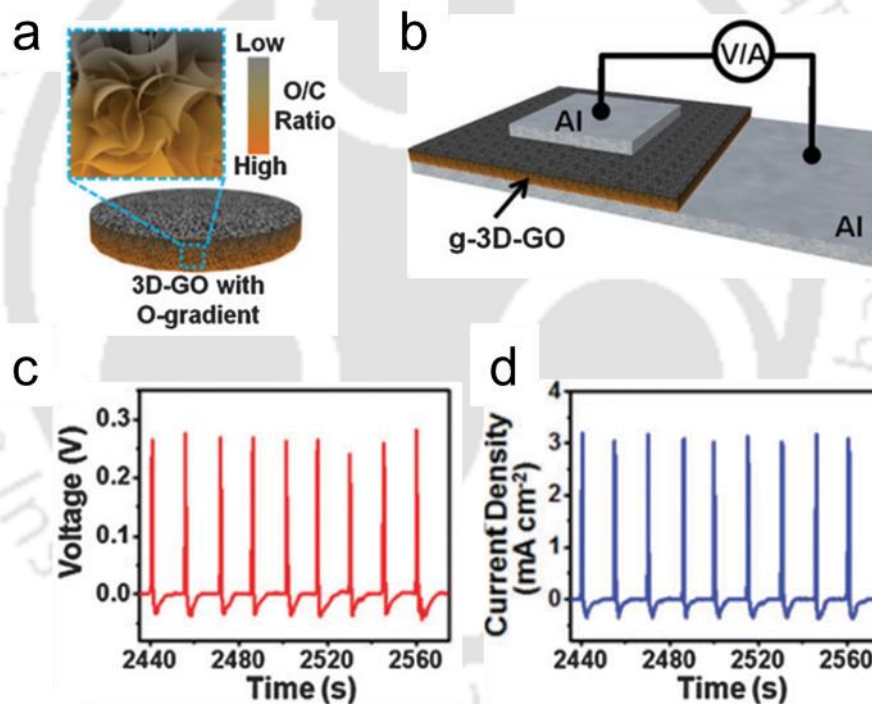 a
Low
O/C
Ratio
High
3D-GO with
O-gradient
b
V/A
Al
g-3D-GO
Al
c
Voltage (V)
0.3
0.2
0.1
0.0
2440 2480 2520 2560
Time (s)
d
Current Density
(mA cm⁻²)
4
3
2
1
0
2440 2480 2520 2560
Time (s)